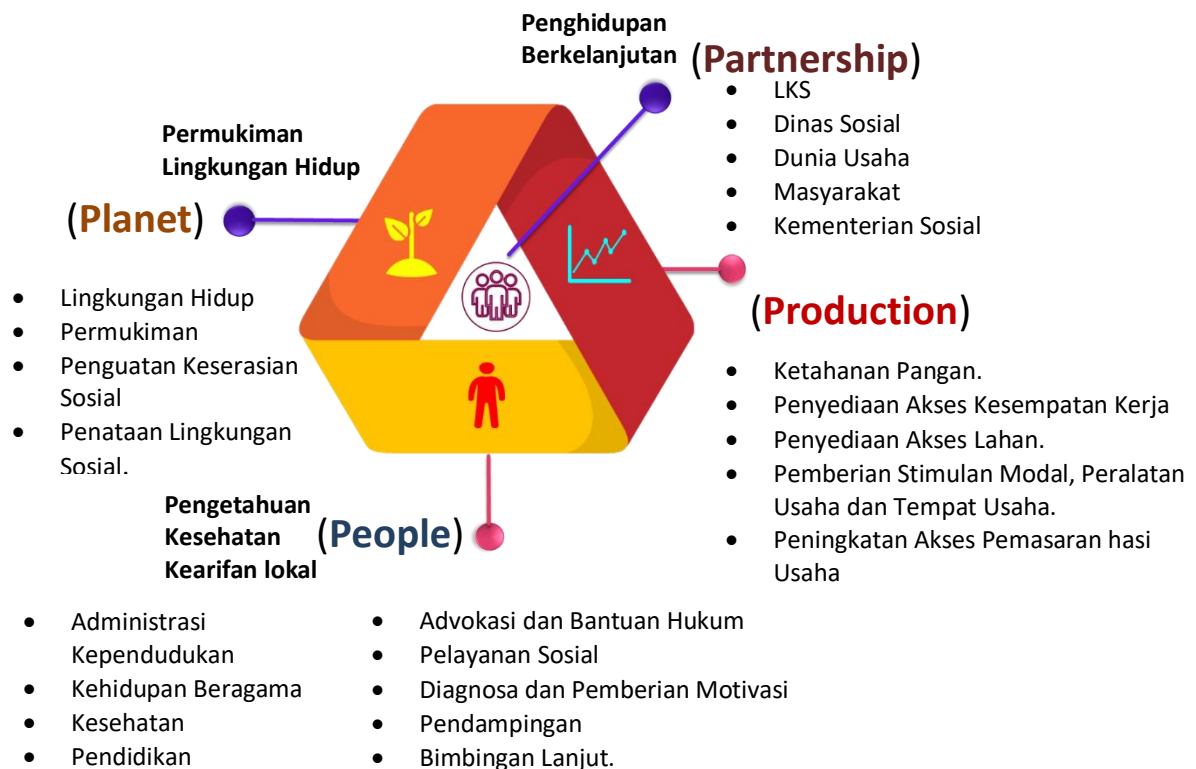 Penghidupan
Berkelanjutan
(Partnership)
• LKS
• Dinas Sosial
• Dunia Usaha
• Masyarakat
• Kementerian Sosial
Permukiman
Lingkungan Hidup
(Planet)
• Lingkungan Hidup
• Permukiman
• Penguatan Keserasian
Sosial
• Penataan Lingkungan
Sosial.
(Production)
• Ketahanan Pangan.
• Penyediaan Akses Kesempatan Kerja
• Penyediaan Akses Lahan.
• Pemberian Stimulan Modal, Peralatan
Usaha dan Tempat Usaha.
• Peningkatan Akses Pemasaran hasi
Usaha
Pengetahuan
Kesehatan
Kearifan lokal
(People)
• Administrasi
Kependudukan
• Kehidupan Beragama
• Kesehatan
• Pendidikan
• Advokasi dan Bantuan Hukum
• Pelayanan Sosial
• Diagnosa dan Pemberian Motivasi
• Pendampingan
• Bimbingan Lanjut.